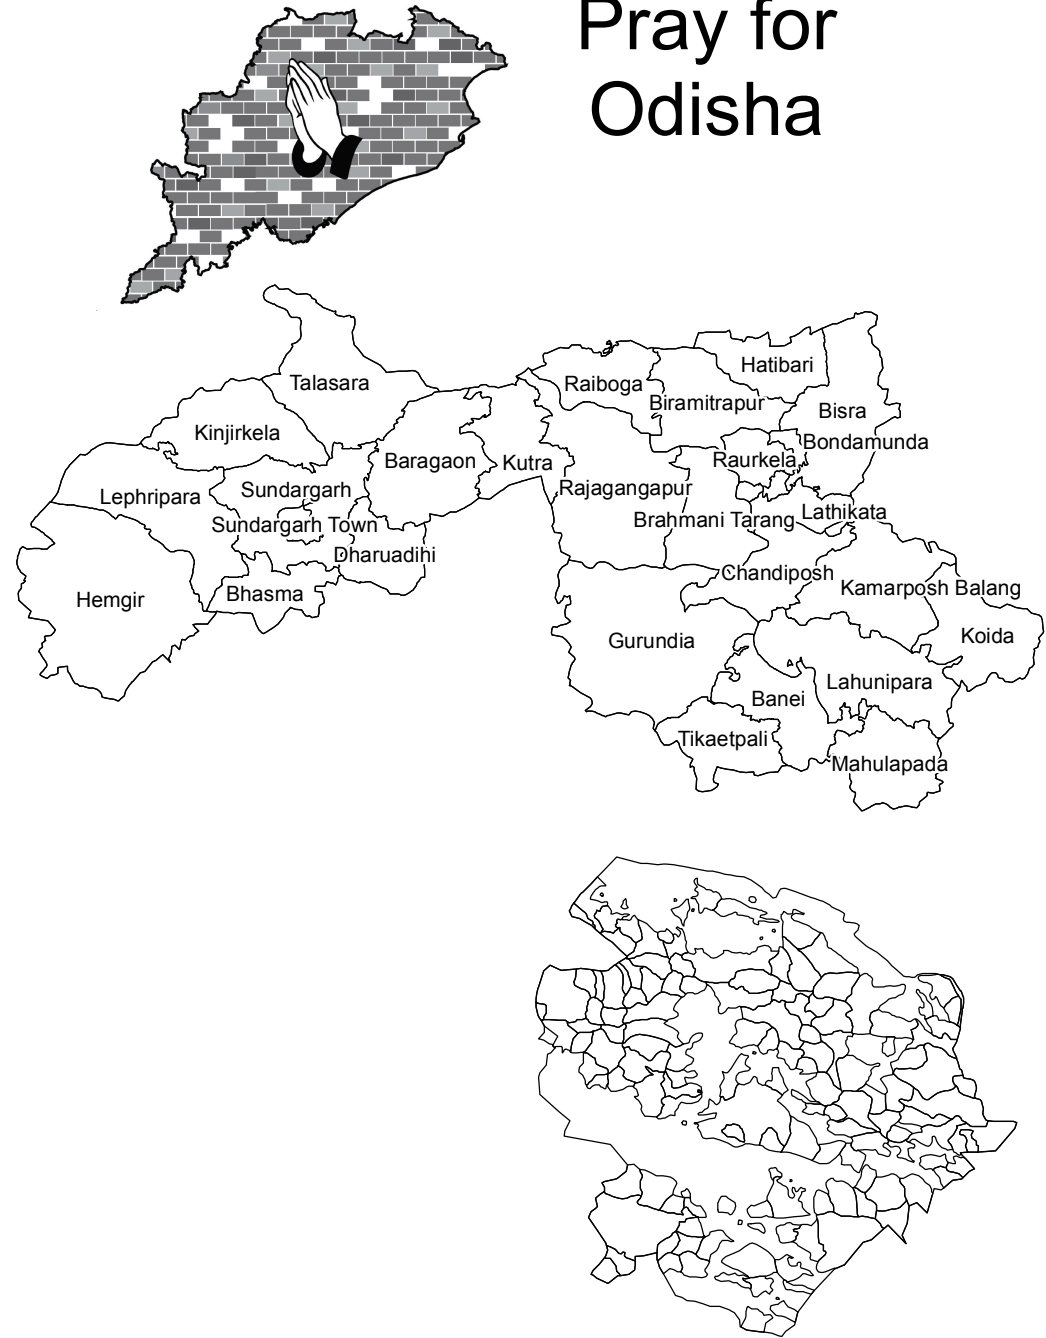 Pray for
Odisha
Talasara
Hatibari
Raiboga
Biramitrapur
Bisra
Kinjirkela
Bondamunda
Baragaon
Kutra
Raurkela
Rajagangapur
Lephripara
Sundargarh
Lathikata
Brahmani Tarang
Sundargarh Town
Dharuadihi
Chandiposh
Kamarposh Balang
Bhasma
Hemgir
Koida
Gurundia
Lahunipara
Banei
Tikaetpali
Mahulapada